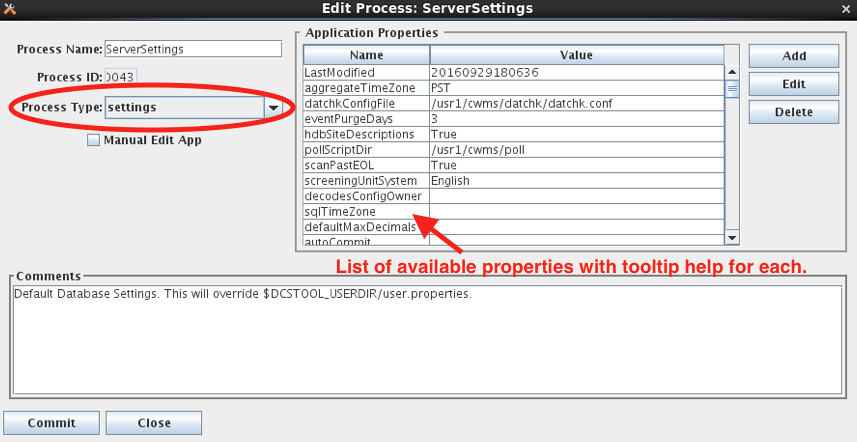 Edit Process: ServerSettings
Process Name: ServerSettings
Process ID: 0043
Process Type: settings
Manual Edit App
Application Properties
Name Value
LastModified 20160929180636
aggregateTimeZone PST
datchkConfigFile /usr1/cwms/datchk/datchk.conf
eventPurgeDays 3
hdbSiteDescriptions True
pollScriptDir /usr1/cwms/poll
scanPastEOL True
screeningUnitSystem English
decodesConfigOwner
sqlTimeZone
defaultMaxDecimals
autoCommit
Add
Edit
Delete
List of available properties with tooltip help for each.
Comments
Default Database Settings. This will override $DCSTOOL_USERDIR/user.properties.
Commit Close